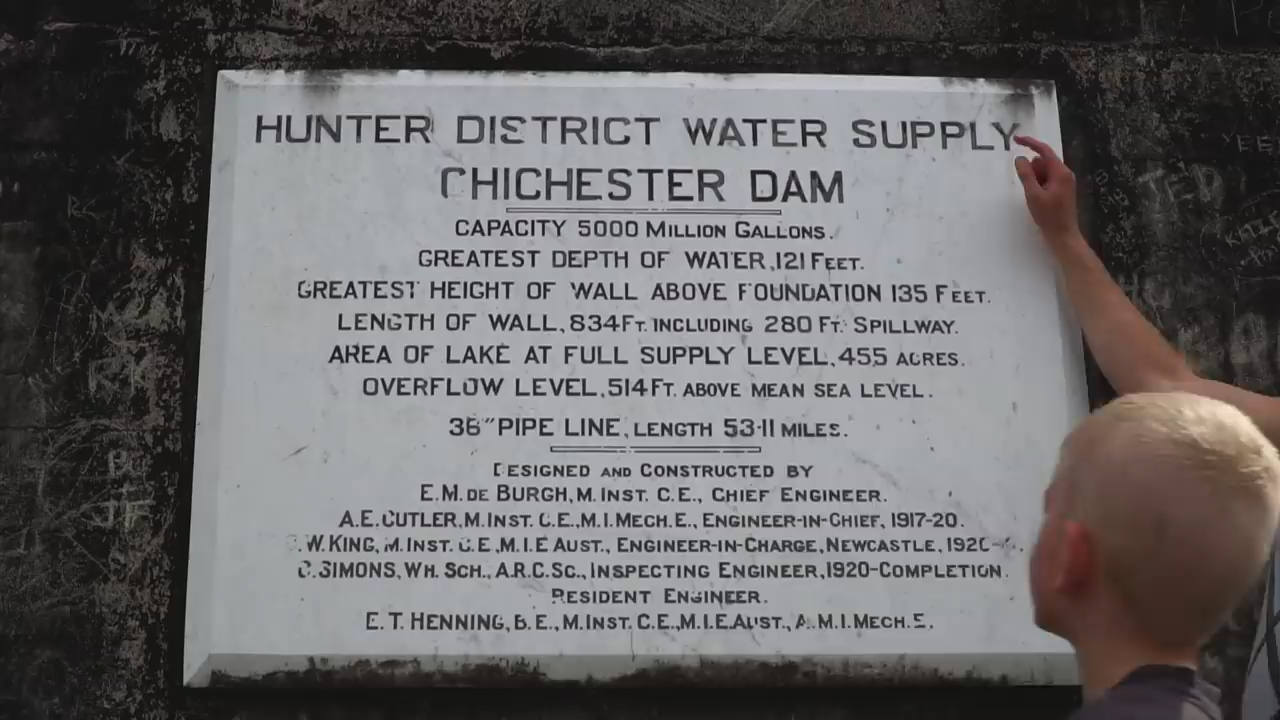 HUNTER DISTRICT WATER SUPPLY
CHICHESTER DAM
CAPACITY 5000 MILLION GALLONS.
GREATEST DEPTH OF WATER, 121 FEET.
GREATEST HEIGHT OF WALL ABOVE FOUNDATION 135 FEET.
LENGTH OF WALL, 834 FT. INCLUDING 280 FT. SPILLWAY.
AREA OF LAKE AT FULL SUPPLY LEVEL, 455 ACRES.
OVERFLOW LEVEL, 514 FT. ABOVE MEAN SEA LEVEL.
36" PIPE LINE, LENGTH 53·11 MILES.
DESIGNED AND CONSTRUCTED BY
E.M. DE BURGH, M. INST. C.E., CHIEF ENGINEER.
A.E. CUTLER, M. INST. C.E., M.I. MECH. E., ENGINEER-IN-CHIEF, 1917-20.
W. KING, M. INST. C.E., M.I.E. AUST., ENGINEER-IN-CHARGE, NEWCASTLE,
C. SIMONS, WH. SCH., A.R.C.SC., INSPECTING ENGINEER, 1920-COMPLETION.
RESIDENT ENGINEER.
E. T. HENNING, B. E., M. INST. C.E., M.I.E. AUST., A. M.I. MECH. E.
JED